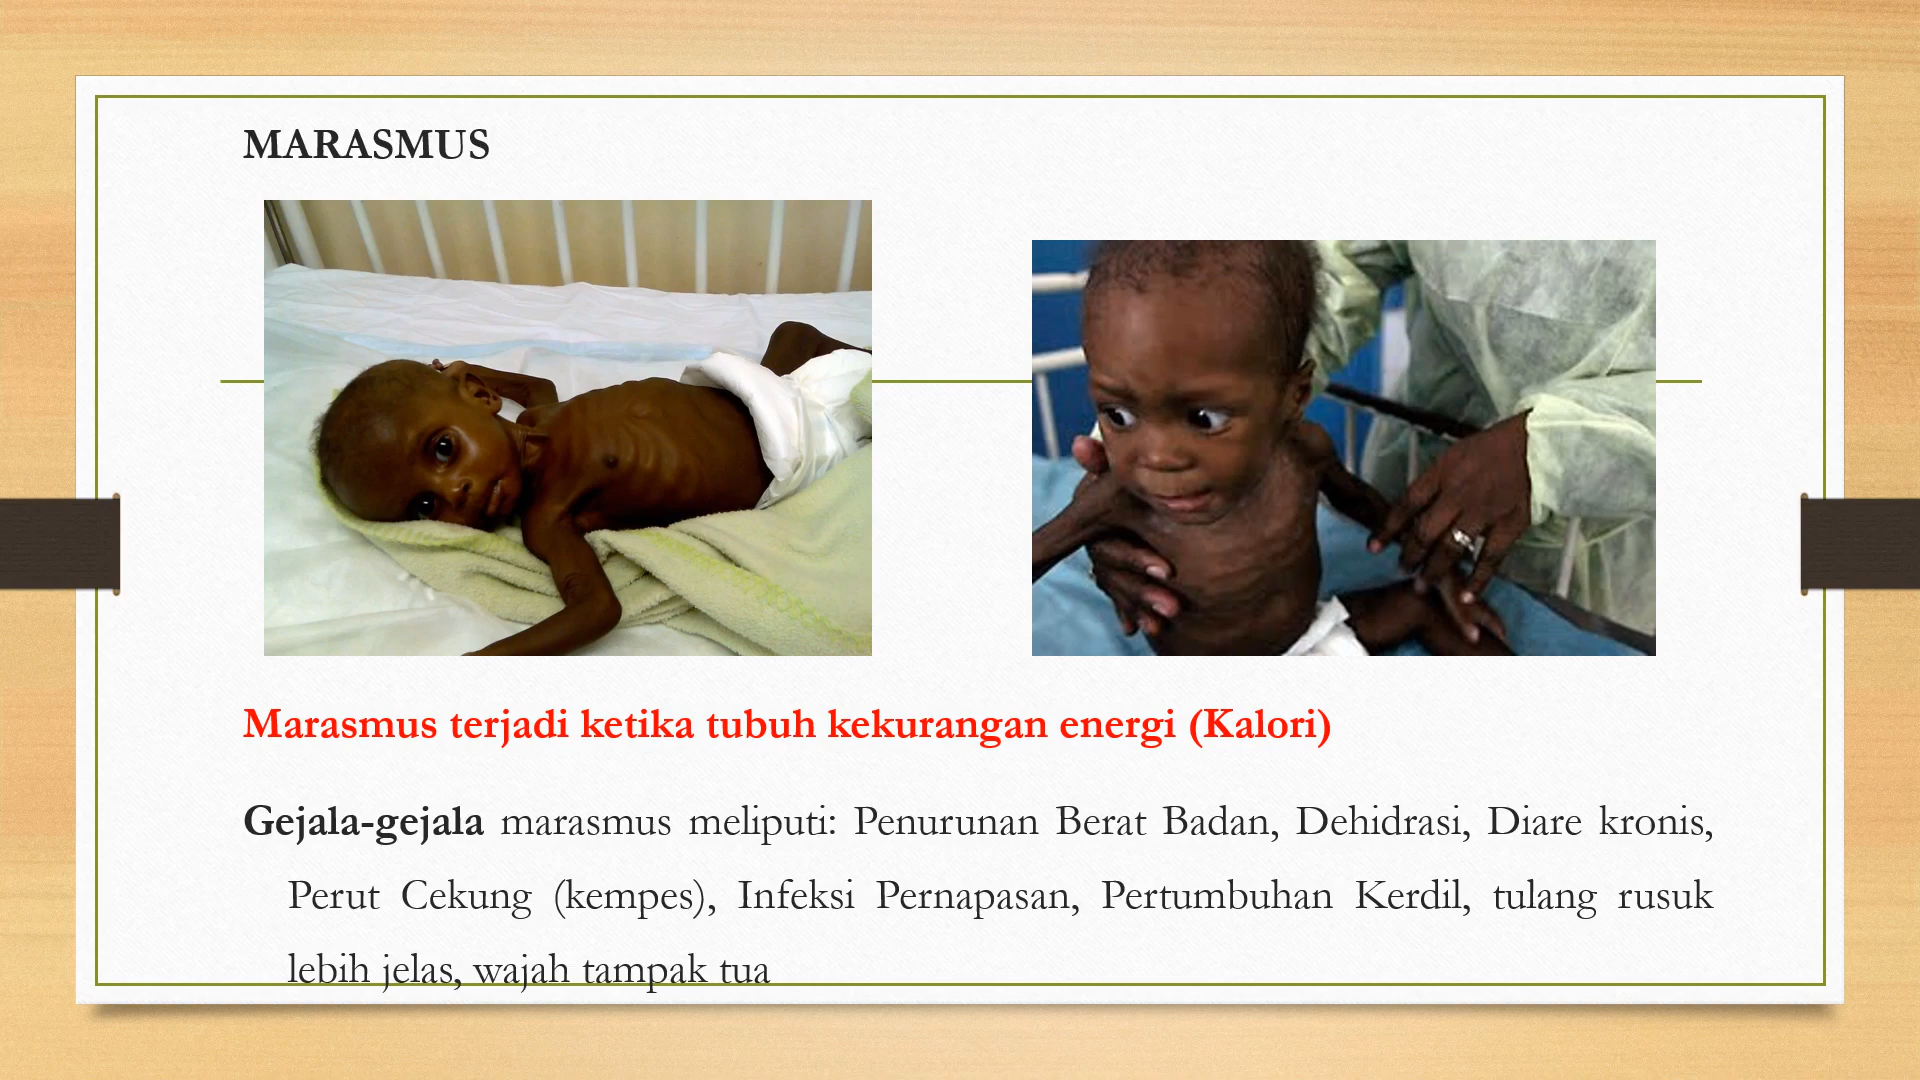 MARASMUS
Marasmus terjadi ketika tubuh kekurangan energi (Kalori)
Gejala-gejala marasmus meliputi: Penurunan Berat Badan, Dehidrasi, Diare kronis,
Perut Cekung (kempes), Infeksi Pernapasan, Pertumbuhan Kerdil, tulang rusuk
lebih jelas, wajah tampak tua